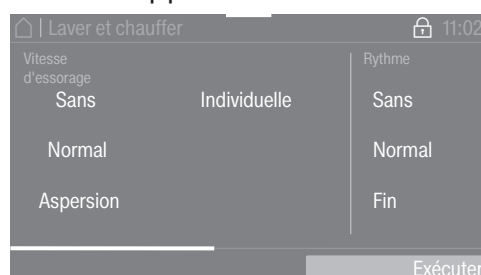 Laver et chauffer 11:02
Vitesse
d'essorage
Rythme
Sans Individuelle Sans
Normal Normal
Aspersion Fin
Exécuter